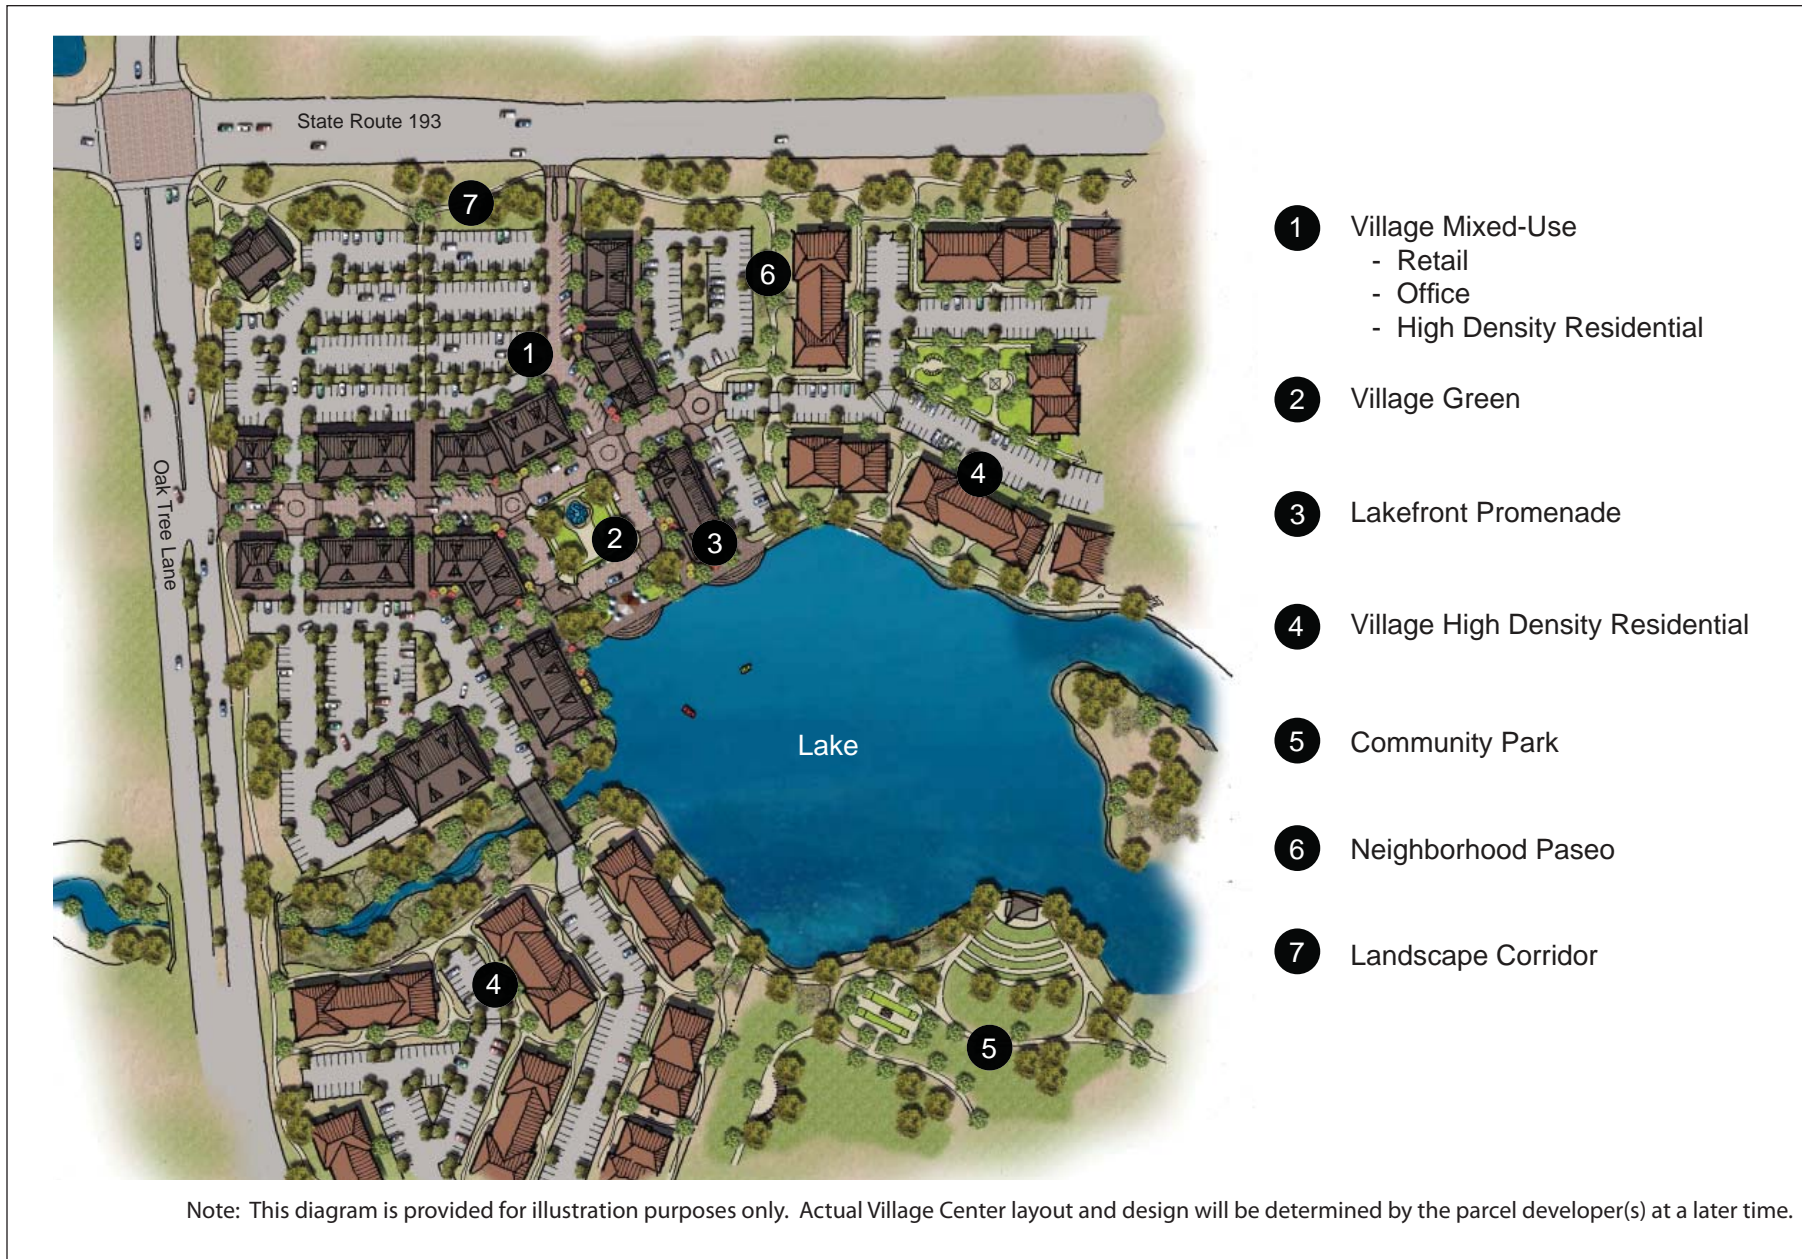 State Route 193
7
6
1
4
2
3
Oak Tree Lane
Lake
4
5
1 Village Mixed-Use
- Retail
- Office
- High Density Residential
2 Village Green
3 Lakefront Promenade
4 Village High Density Residential
5 Community Park
6 Neighborhood Paseo
7 Landscape Corridor
Note: This diagram is provided for illustration purposes only. Actual Village Center layout and design will be determined by the parcel developer(s) at a later time.